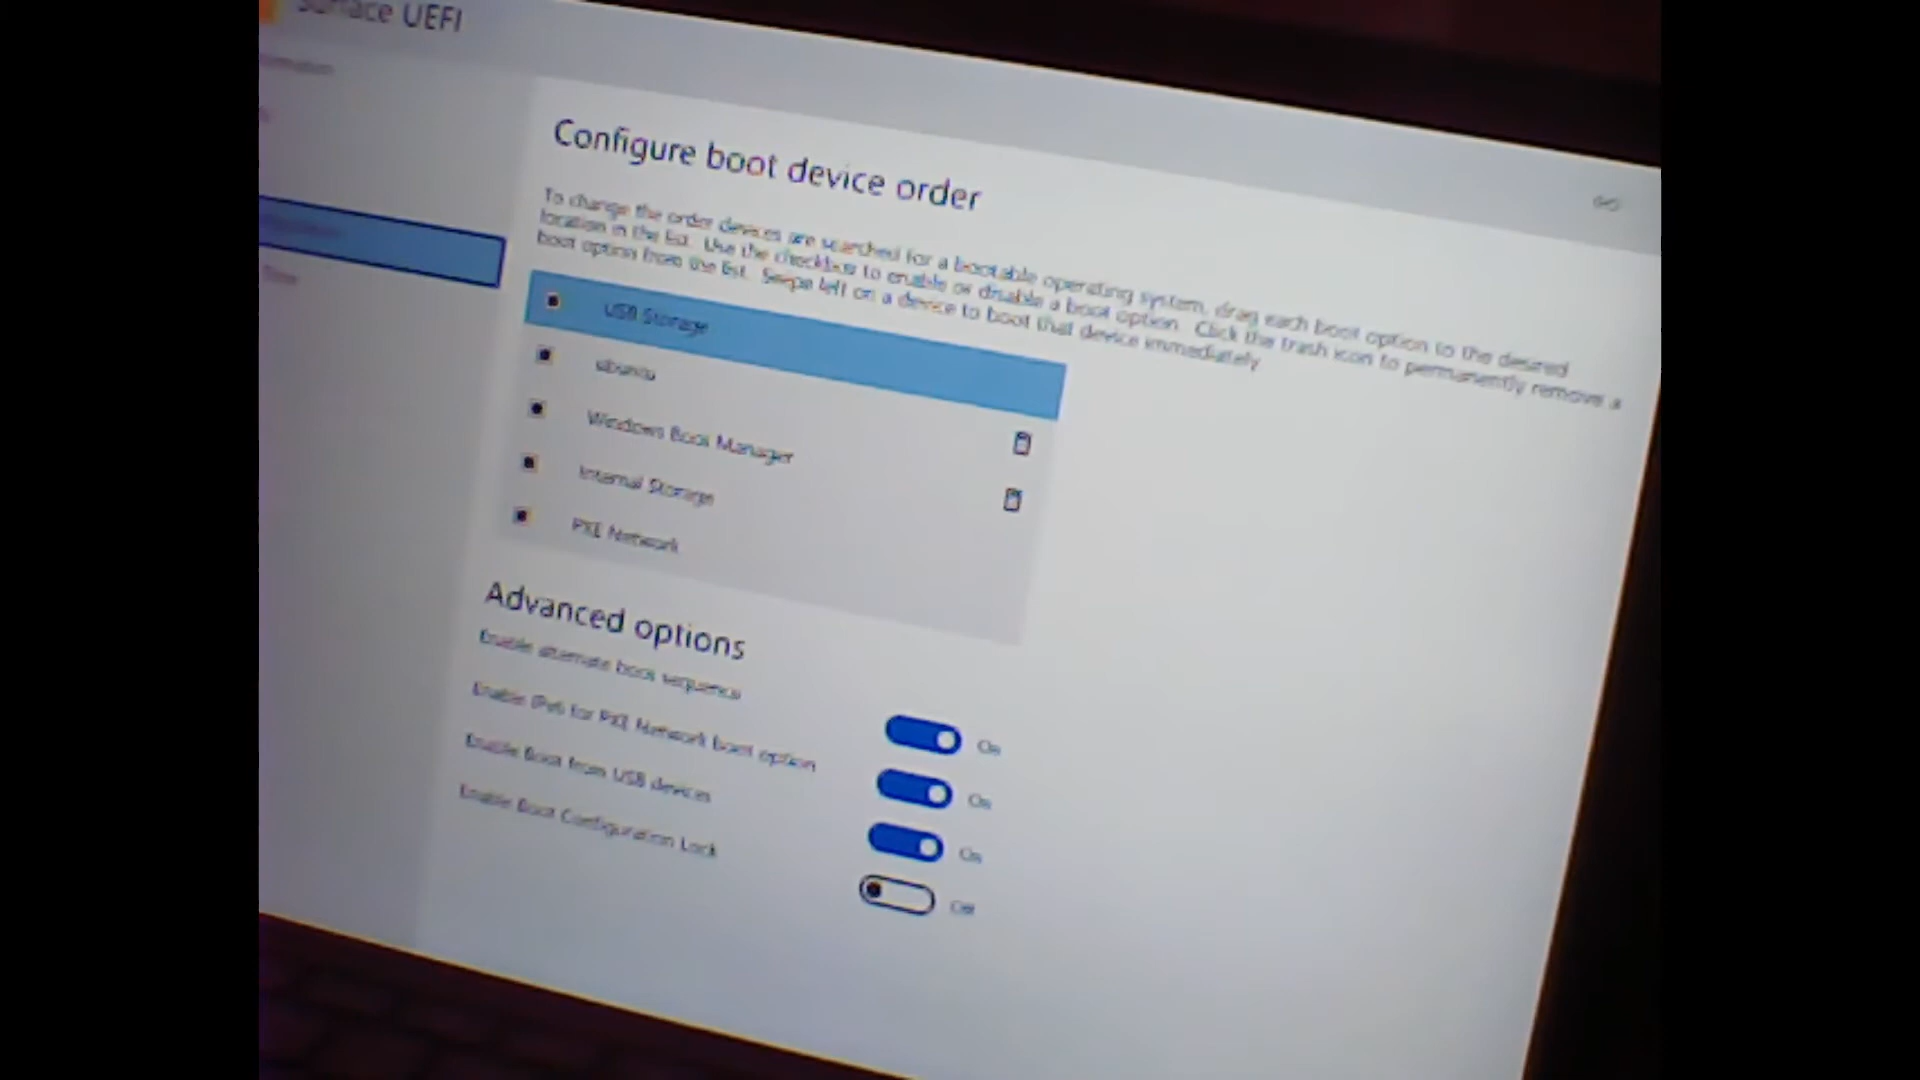 Surface UEFI
Configure boot device order
To change the order devices are searched for a bootable operating system, drag each boot option to the desired
location in the list. Use the checkbox to enable or disable a boot option. Click the trash icon to permanently remove a
boot option from the list. Swipe left on a device to boot that device immediately
USB Storage
ubuntu
Windows Boot Manager
Internal Storage
PXE Network
Advanced options
Enable alternate boot sequence
On
Enable IPv6 for PXE Network boot option
On
Enable Boot from USB devices
On
Enable Boot Configuration Lock
Off